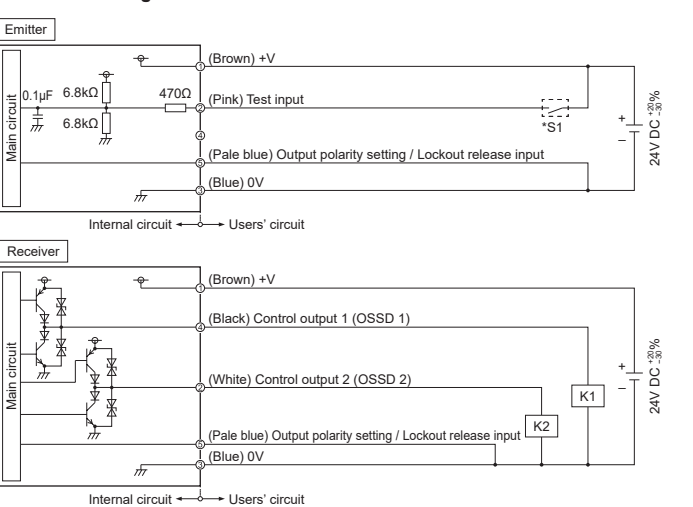 Emitter
(Brown) +V
Main circuit
0.1μF
6.8kΩ
6.8kΩ
470Ω
(Pink) Test input
*S1
+
−
24V DC +20 −30 %
(Pale blue) Output polarity setting / Lockout release input
(Blue) 0V
1
2
4
5
3
Internal circuit
Users' circuit
Receiver
(Brown) +V
Main circuit
(Black) Control output 1 (OSSD 1)
(White) Control output 2 (OSSD 2)
K1
K2
+
−
24V DC +20 −30 %
(Pale blue) Output polarity setting / Lockout release input
(Blue) 0V
1
4
2
5
3
Internal circuit
Users' circuit